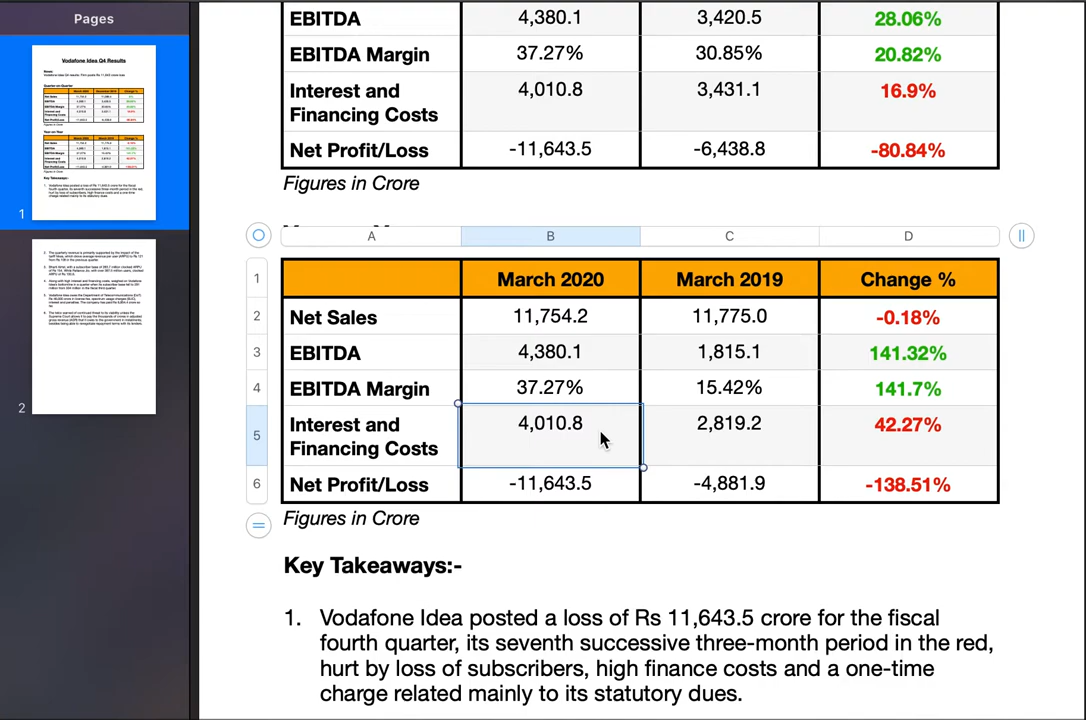 Pages
Vodafone Idea Q4 Results
1
2
EBITDA 4,380.1 3,420.5 28.06%
EBITDA Margin 37.27% 30.85% 20.82%
Interest and Financing Costs 4,010.8 3,431.1 16.9%
Net Profit/Loss -11,643.5 -6,438.8 -80.84%
Figures in Crore
A B C D
1 March 2020 March 2019 Change %
2 Net Sales 11,754.2 11,775.0 -0.18%
3 EBITDA 4,380.1 1,815.1 141.32%
4 EBITDA Margin 37.27% 15.42% 141.7%
5 Interest and Financing Costs 4,010.8 2,819.2 42.27%
6 Net Profit/Loss -11,643.5 -4,881.9 -138.51%
Figures in Crore
Key Takeaways:-
1. Vodafone Idea posted a loss of Rs 11,643.5 crore for the fiscal
fourth quarter, its seventh successive three-month period in the red,
hurt by loss of subscribers, high finance costs and a one-time
charge related mainly to its statutory dues.